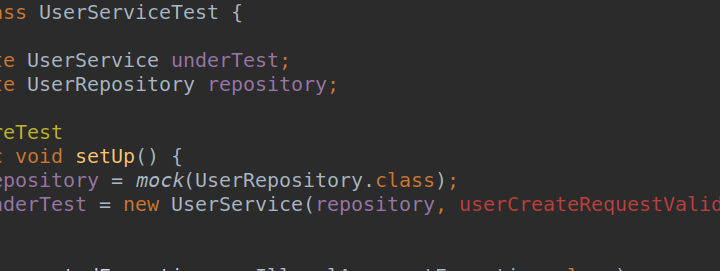 ass UserServiceTest {
te UserService underTest;
te UserRepository repository;
reTest
c void setUp() {
epository = mock(UserRepository.class);
nderTest = new UserService(repository, userCreateRequestValid